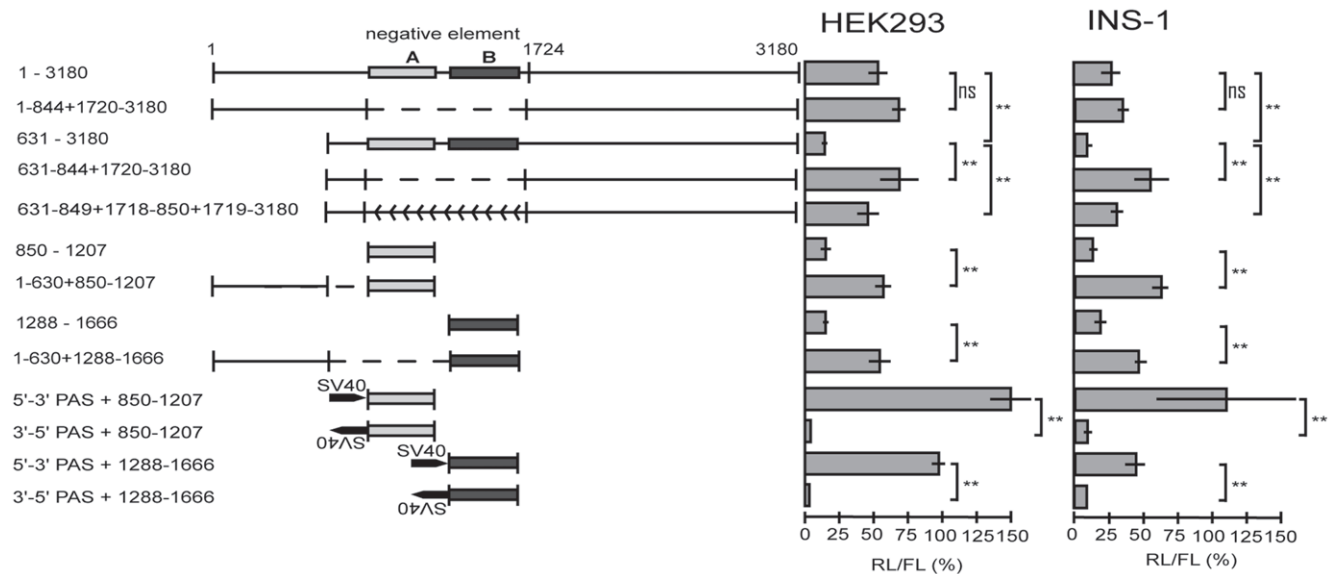 HEK293 INS-1
negative element
1 A B 1724 3180
1 - 3180
ns ** ns **
1-844+1720-3180
631 - 3180
** ** ** **
631-844+1720-3180
631-849+1718-850+1719-3180
850 - 1207
** **
1-630+850-1207
1288 - 1666
** **
1-630+1288-1666
SV40
5'-3' PAS + 850-1207
** **
3'-5' PAS + 850-1207
SV40
SV40
5'-3' PAS + 1288-1666
** **
3'-5' PAS + 1288-1666
SV40
0 25 50 75 100 125 150 0 25 50 75 100 125 150
RL/FL (%) RL/FL (%)